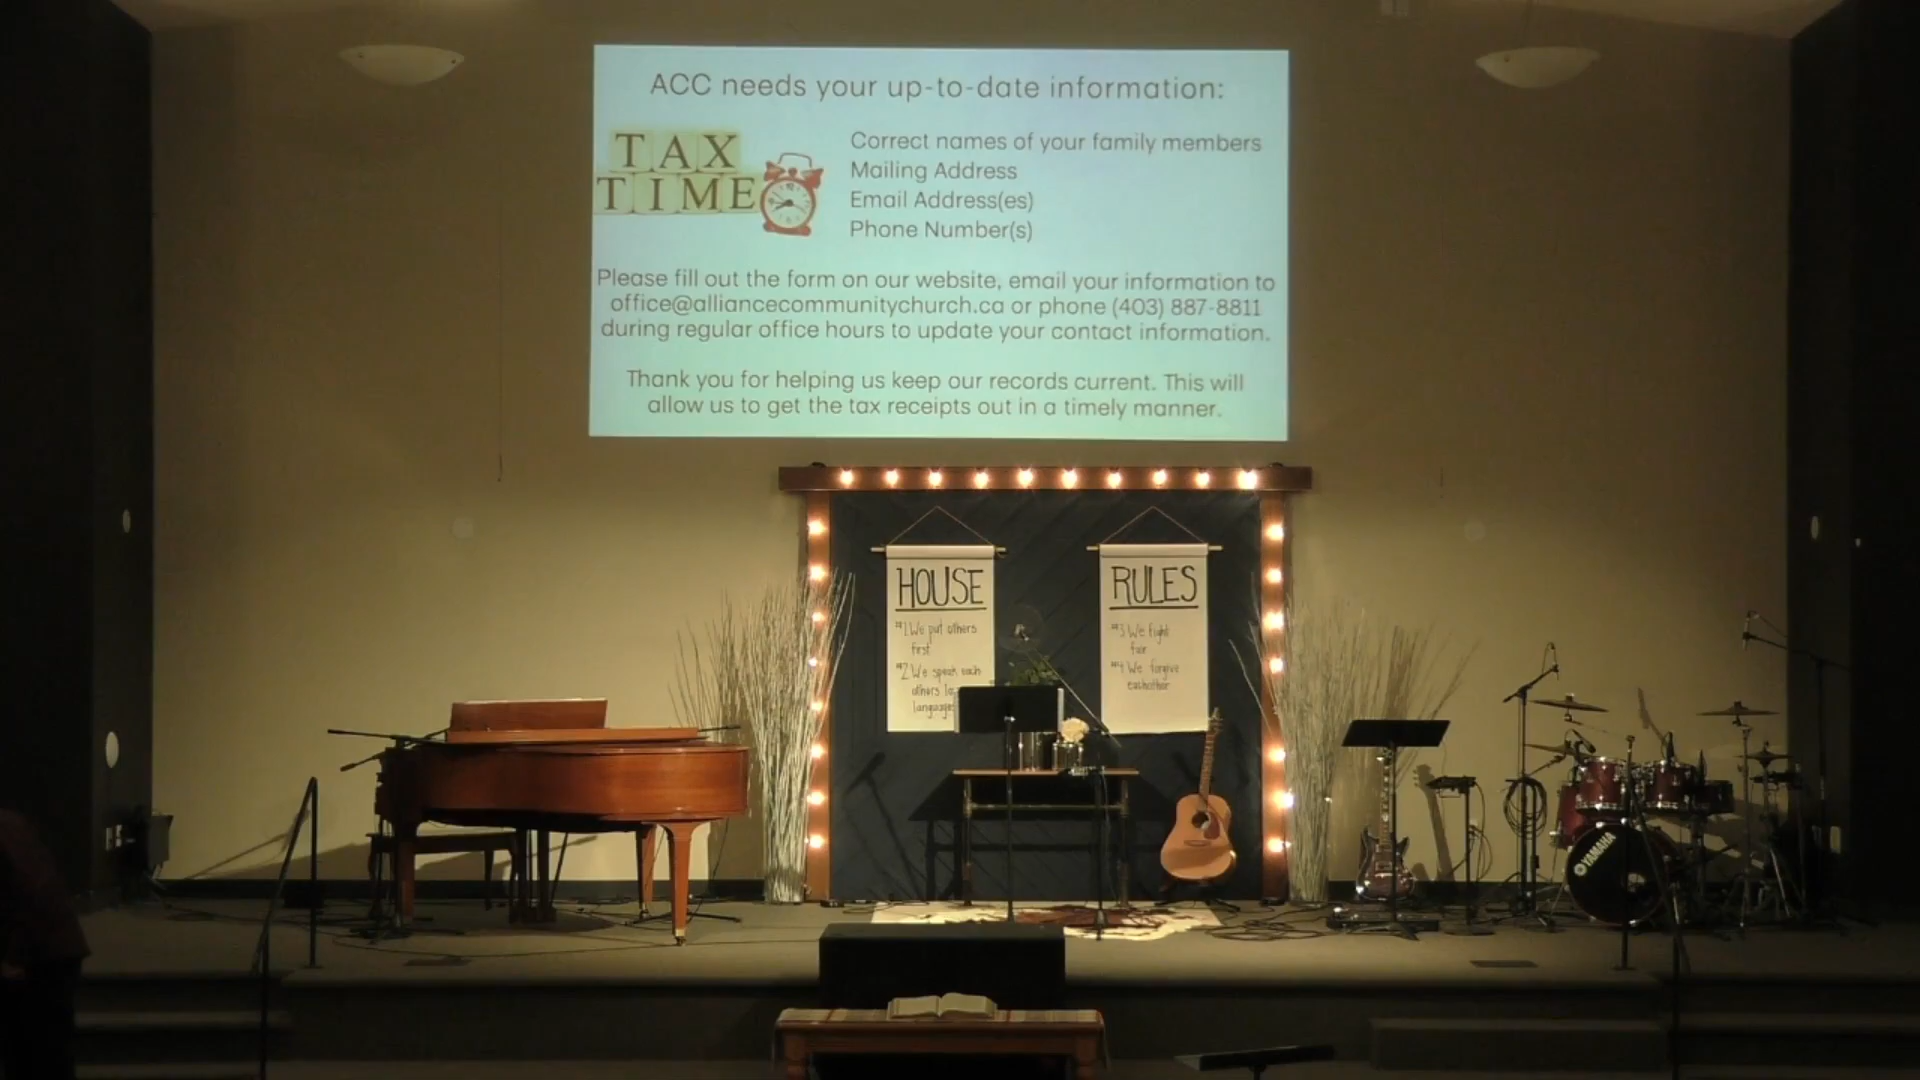 ACC needs your up-to-date information:
TAX
TIME
Correct names of your family members
Mailing Address
Email Address(es)
Phone Number(s)
Please fill out the form on our website, email your information to
office@alliancecommunitychurch.ca or phone (403) 887-8811
during regular office hours to update your contact information.
Thank you for helping us keep our records current. This will
allow us to get the tax receipts out in a timely manner.
HOUSE
#1 We put others
first
#2 We speak each
others lo
language
RULES
#3 We fight
fair
#4 We forgive
eachother
YAMAHA